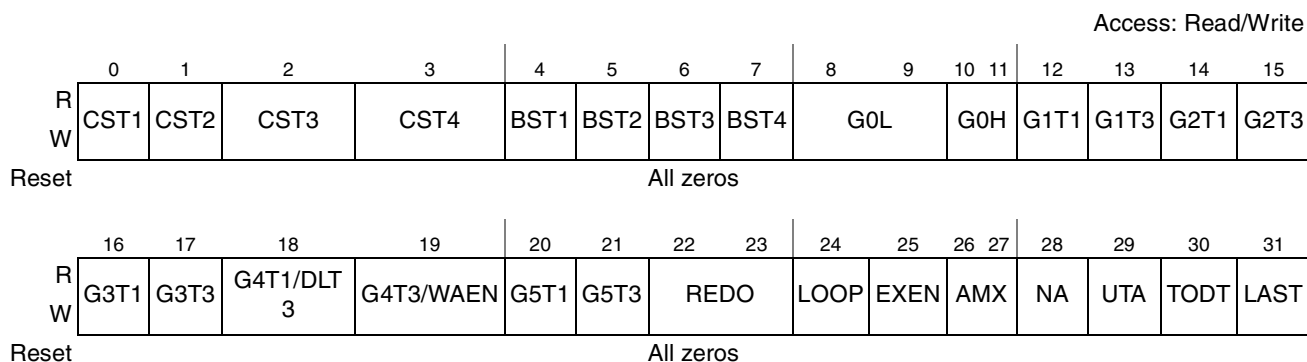 Access: Read/Write
0 1 2 3 4 5 6 7 8 9 10 11 12 13 14 15
R
W
CST1 CST2 CST3 CST4 BST1 BST2 BST3 BST4 G0L G0H G1T1 G1T3 G2T1 G2T3
Reset All zeros
16 17 18 19 20 21 22 23 24 25 26 27 28 29 30 31
R
W
G3T1 G3T3 G4T1/DLT
3
G4T3/WAEN G5T1 G5T3 REDO LOOP EXEN AMX NA UTA TODT LAST
Reset All zeros